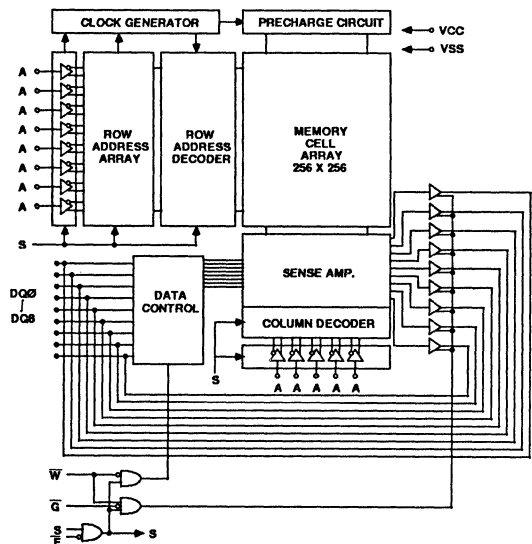 CLOCK GENERATOR
PRECHARGE CIRCUIT
VCC
VSS
A
A
A
A
A
A
A
A
ROW
ADDRESS
ARRAY
ROW
ADDRESS
DECODER
MEMORY
CELL
ARRAY
256 X 256
S
DQØ
DQ8
DATA
CONTROL
SENSE AMP.
COLUMN DECODER
S
A A A A A
W̅
G̅
S
E̅
S